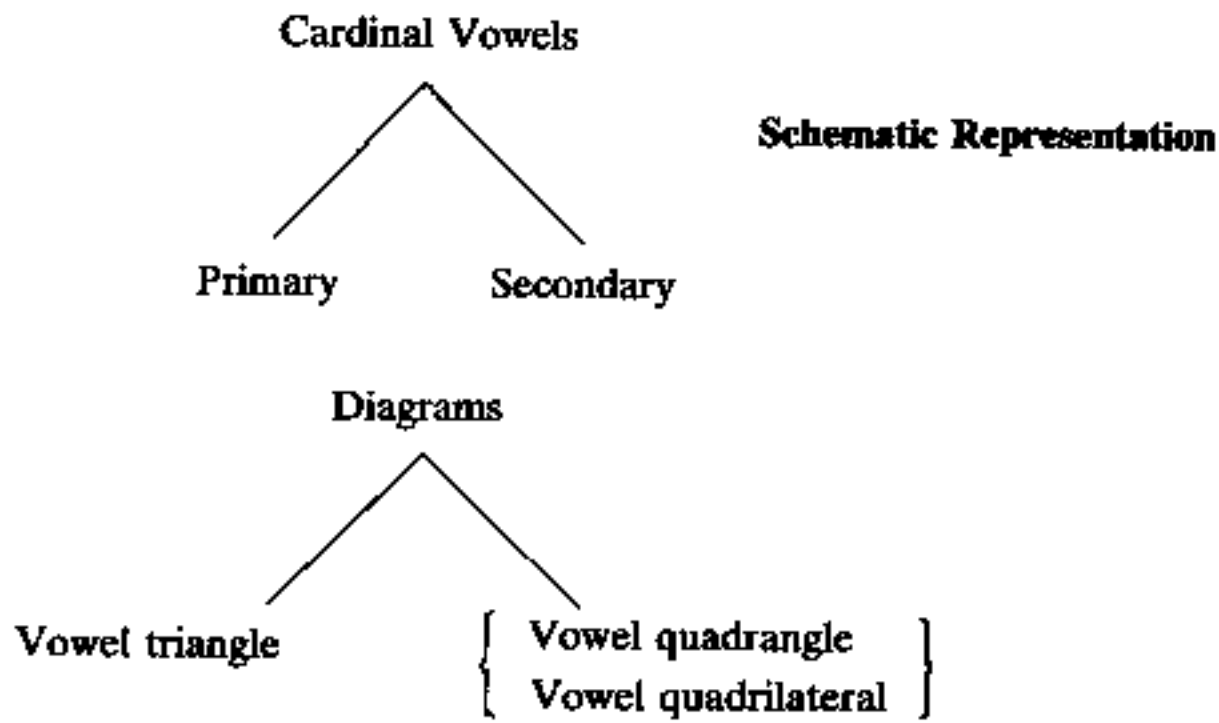 Cardinal Vowels
Schematic Representation
Primary Secondary
Diagrams
Vowel triangle
{ Vowel quadrangle }
Vowel quadrilateral